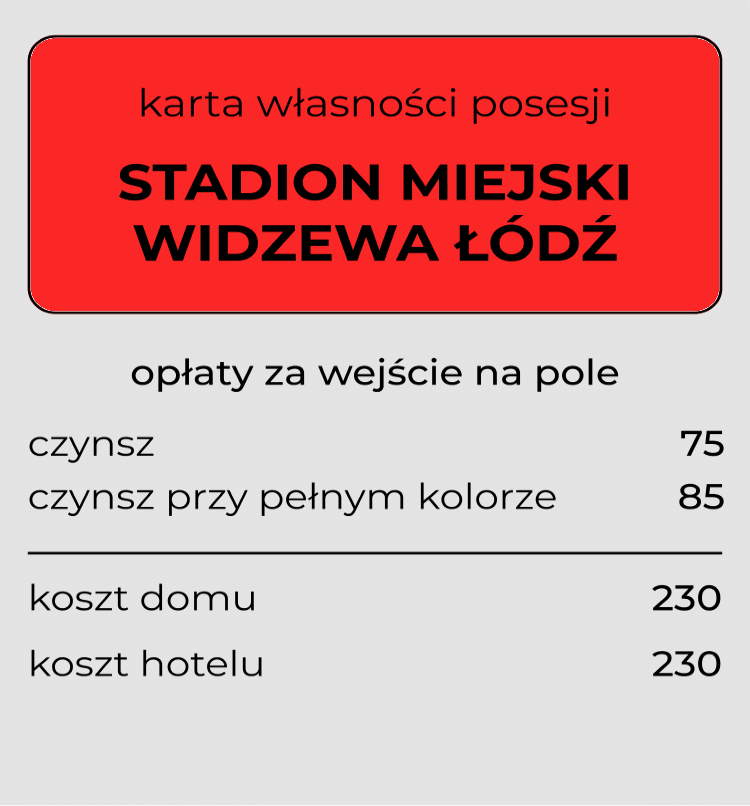 karta własności posesji
STADION MIEJSKI
WIDZEWA ŁÓDŹ
opłaty za wejście na pole
czynsz 75
czynsz przy pełnym kolorze 85
koszt domu 230
koszt hotelu 230